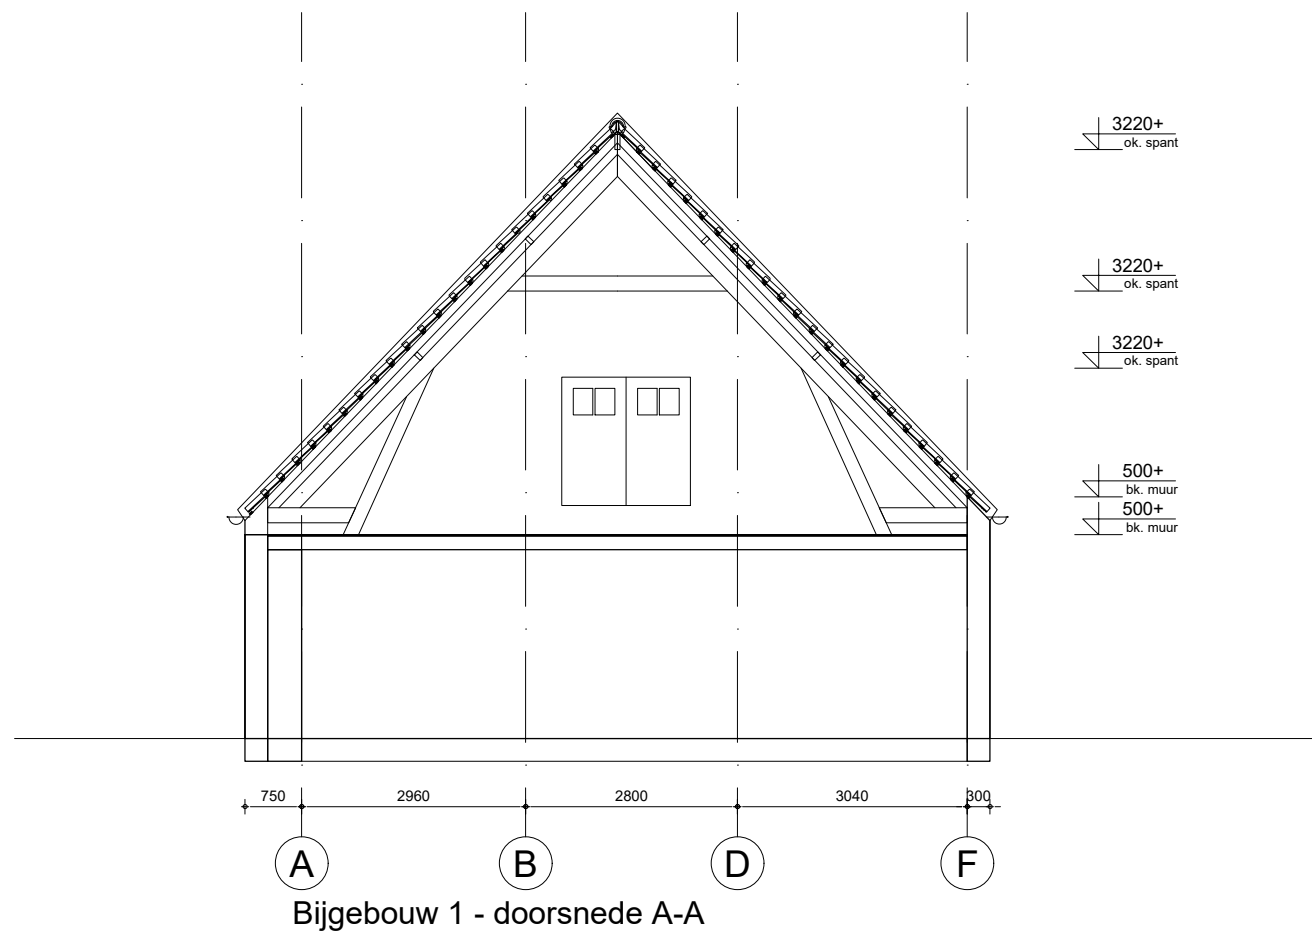 3220+
ok. spant
3220+
ok. spant
3220+
ok. spant
500+
bk. muur
500+
bk. muur
750 2960 2800 3040 300
A B D F
Bijgebouw 1 - doorsnede A-A